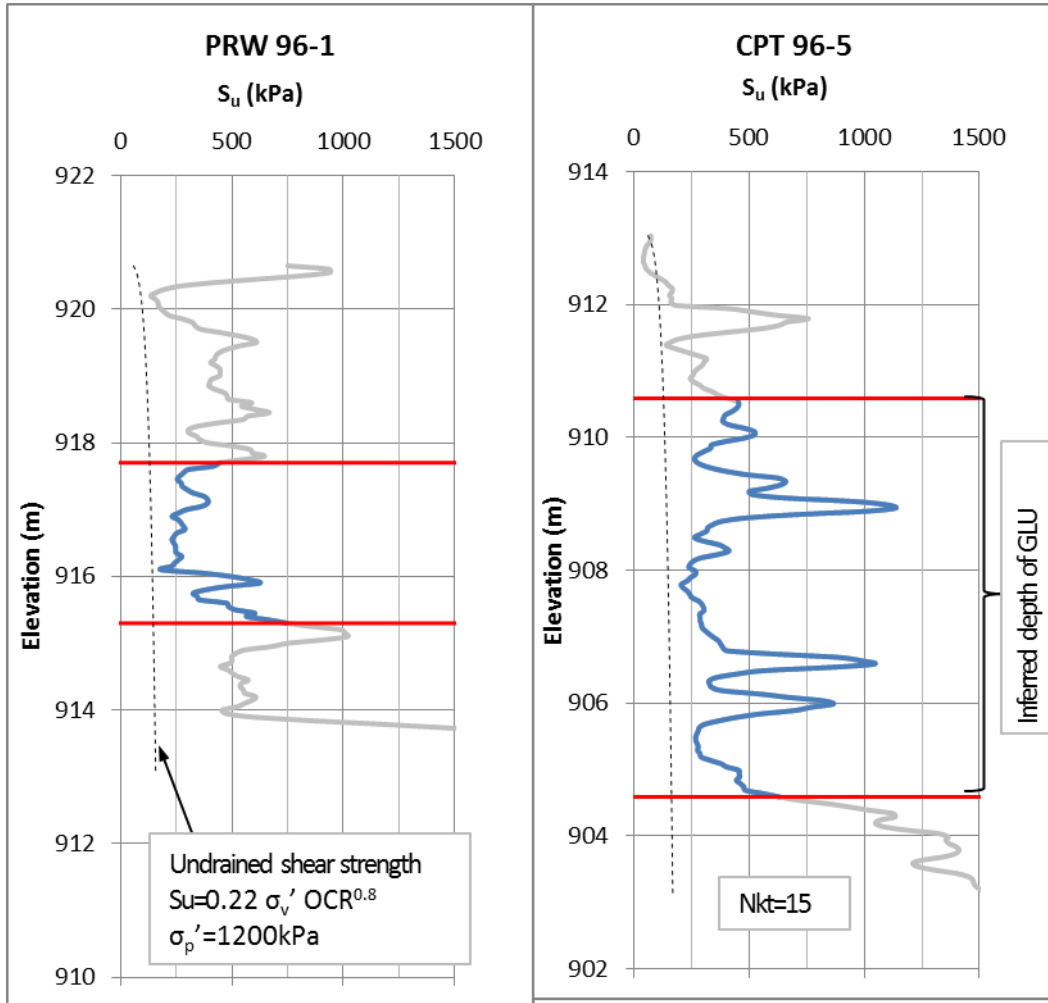 PRW 96-1
Sᵤ (kPa)
0 500 1000 1500
922
920
918
916
914
912
910
Elevation (m)
Undrained shear strength
Su=0.22 σᵥ’ OCR⁰·⁸
σₚ’=1200kPa
CPT 96-5
Sᵤ (kPa)
0 500 1000 1500
914
912
910
908
906
904
902
Elevation (m)
Inferred depth of GLU
Nkt=15